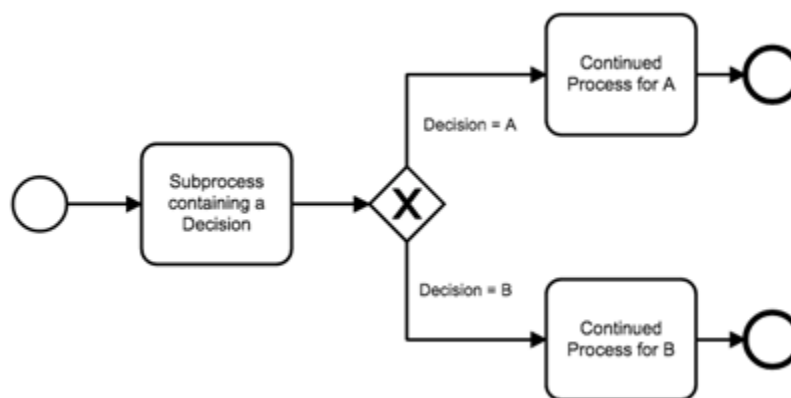 Continued
Process for A
Decision = A
Subprocess
containing a
Decision
X
Decision = B
Continued
Process for B